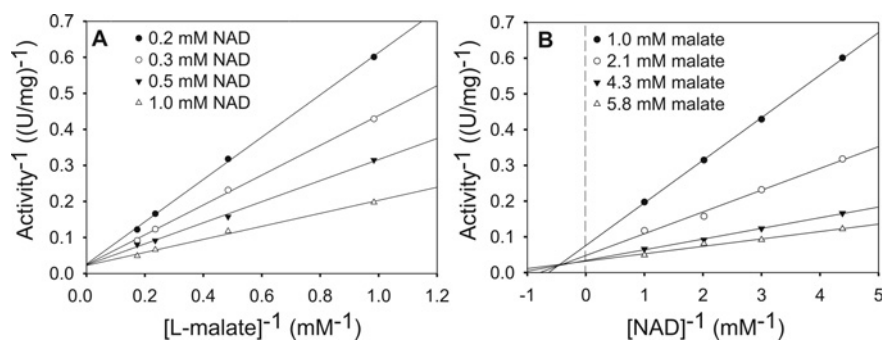 A
0.2 mM NAD
0.3 mM NAD
0.5 mM NAD
1.0 mM NAD
Activity⁻¹ ((U/mg)⁻¹
0.7
0.6
0.5
0.4
0.3
0.2
0.1
0.0
0.0 0.2 0.4 0.6 0.8 1.0 1.2
[L-malate]⁻¹ (mM⁻¹)
B
1.0 mM malate
2.1 mM malate
4.3 mM malate
5.8 mM malate
Activity⁻¹ ((U/mg)⁻¹
0.7
0.6
0.5
0.4
0.3
0.2
0.1
0.0
-1 0 1 2 3 4 5
[NAD]⁻¹ (mM⁻¹)